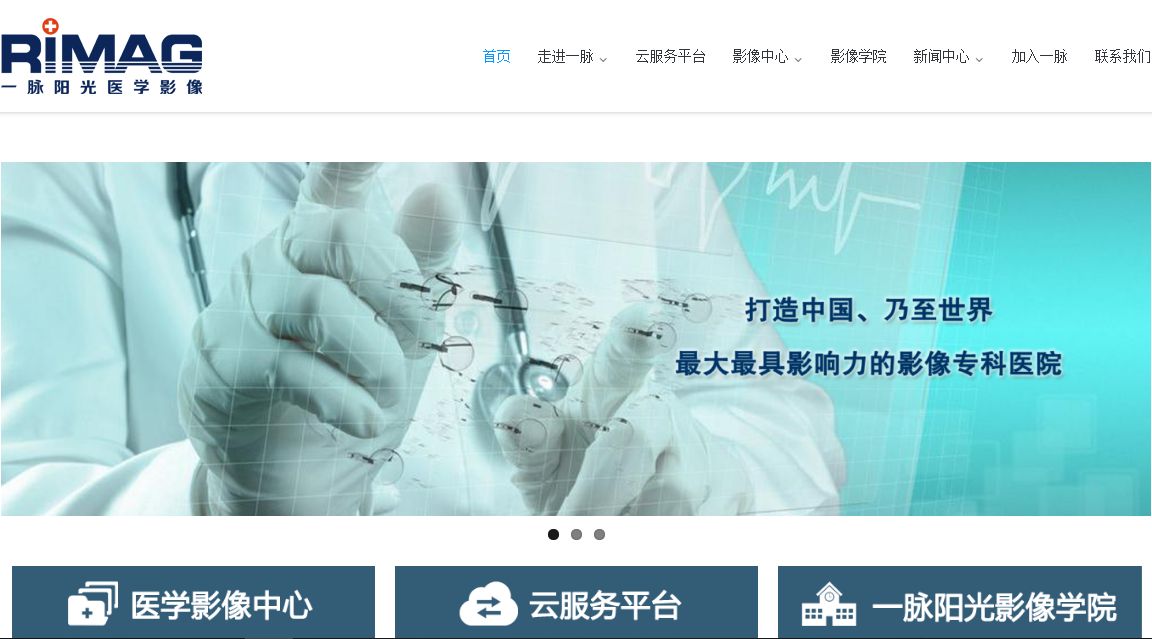 RiMAG
一脉阳光医学影像
首页 走进一脉 云服务平台 影像中心 影像学院 新闻中心 加入一脉 联系我们
打造中国、乃至世界
最大最具影响力的影像专科医院
医学影像中心 云服务平台 一脉阳光影像学院